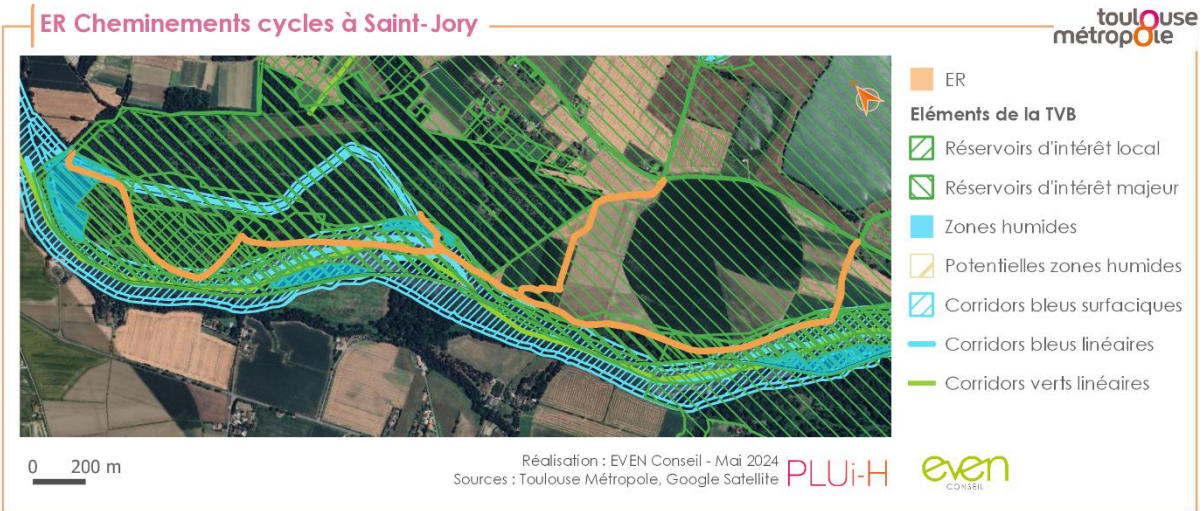 ER Cheminements cycles à Saint-Jory
toulouse
métropole
ER
Eléments de la TVB
Réservoirs d'intérêt local
Réservoirs d'intérêt majeur
Zones humides
Potentielles zones humides
Corridors bleus surfaciques
Corridors bleus linéaires
Corridors verts linéaires
0 200 m
Réalisation : EVEN Conseil - Mai 2024
Sources : Toulouse Métropole, Google Satellite
PLUi-H
even
CONSEIL